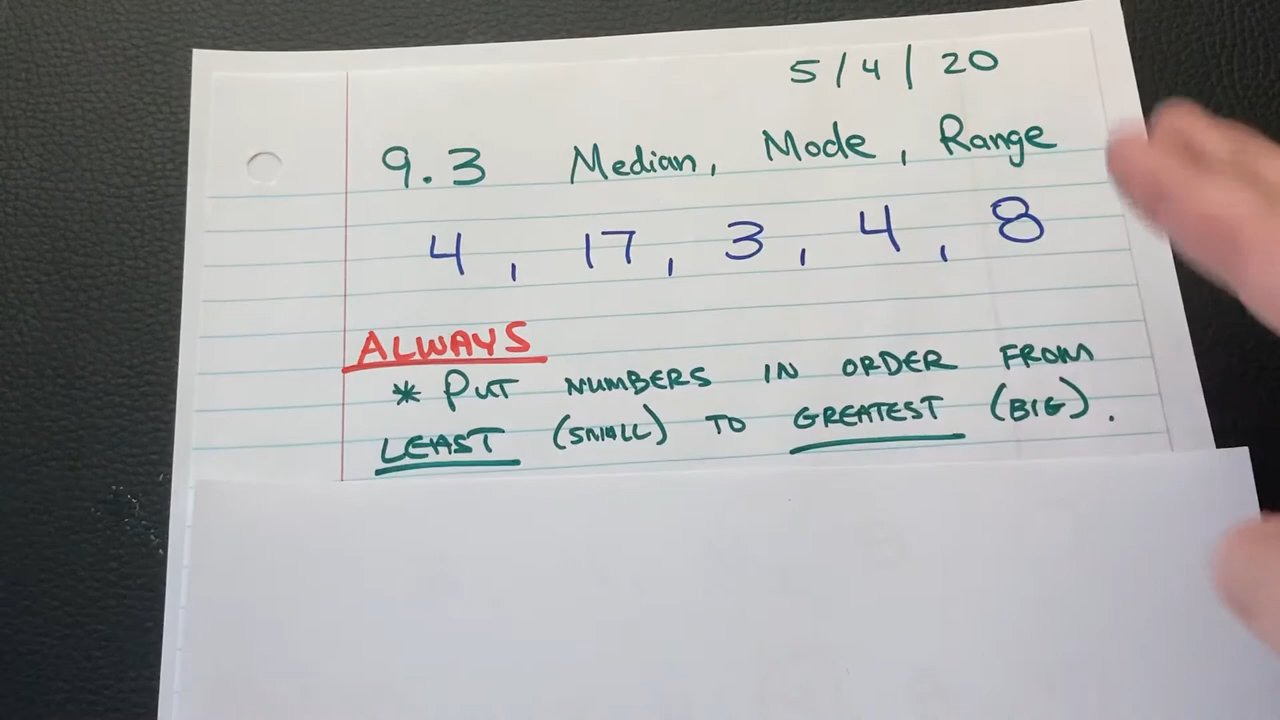 5/4/20
9.3 Median, Mode, Range
4, 17, 3, 4, 8
ALWAYS
* PUT NUMBERS IN ORDER FROM
LEAST (SMALL) TO GREATEST (BIG).